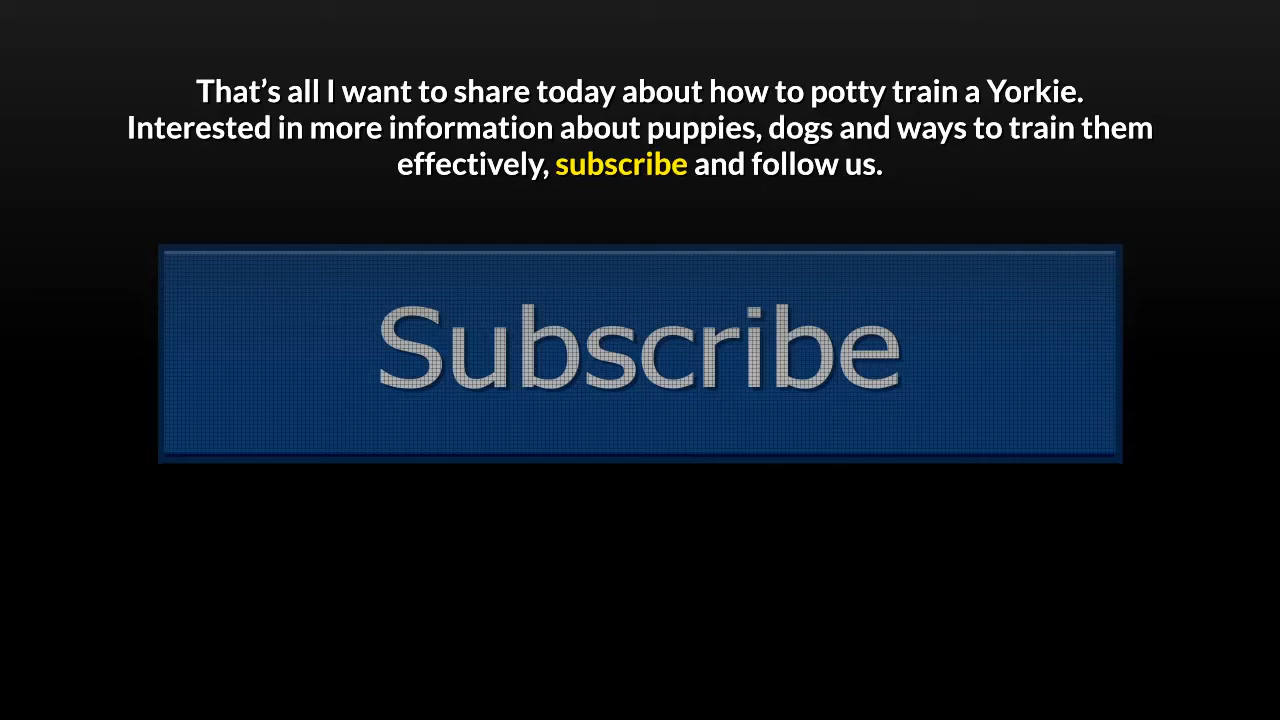 That’s all I want to share today about how to potty train a Yorkie.
Interested in more information about puppies, dogs and ways to train them
effectively, subscribe and follow us.
Subscribe